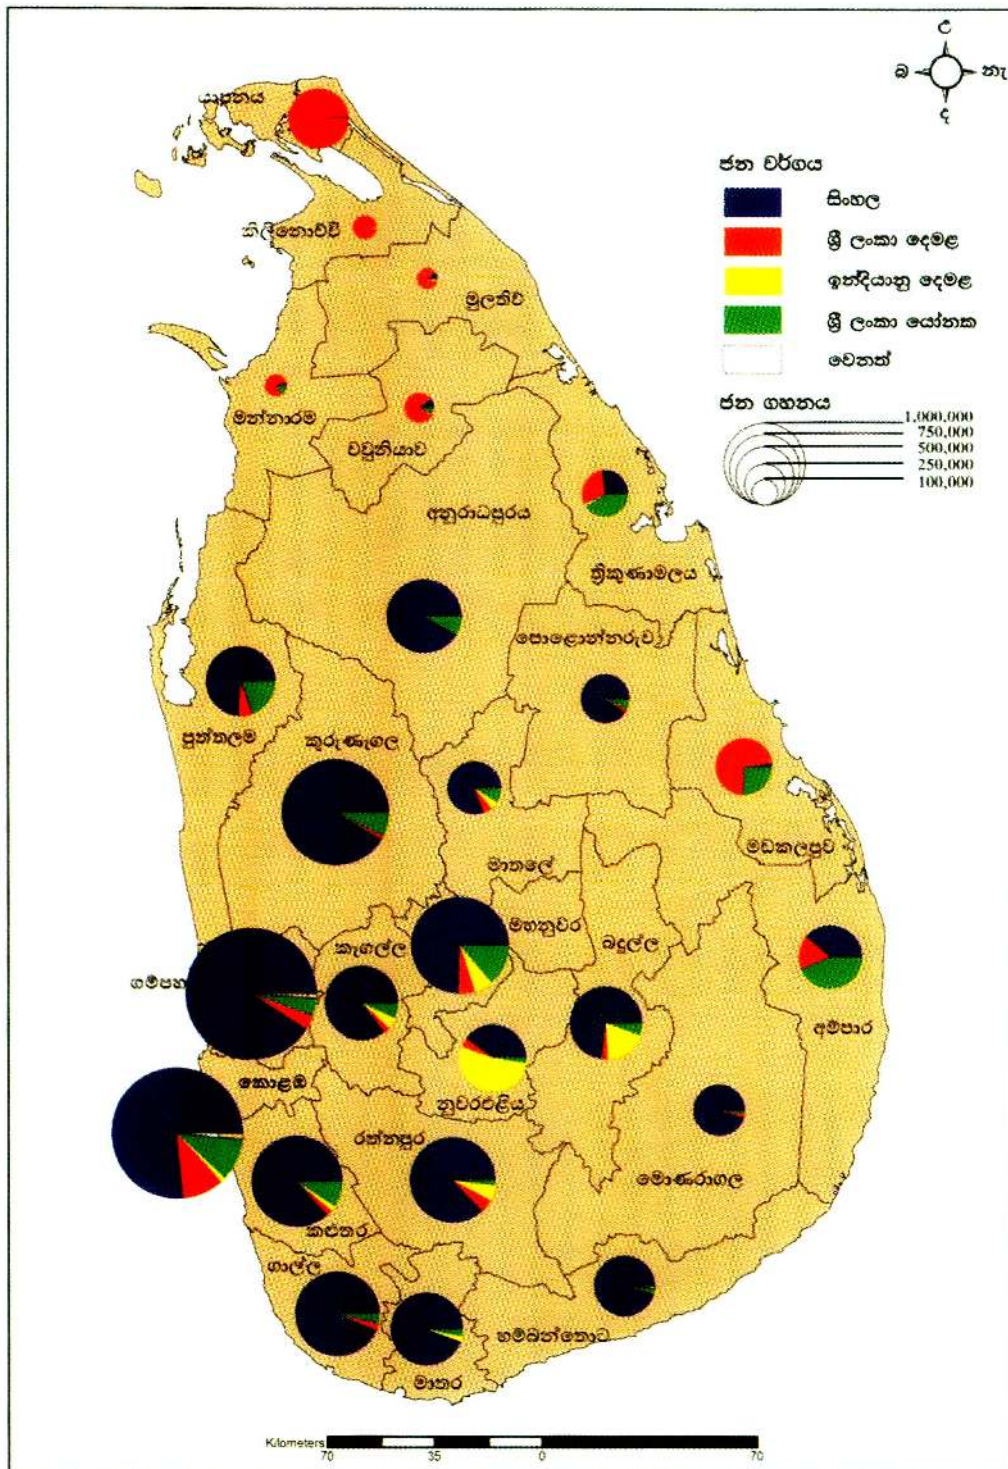 උ
බ
නැ
ද
ජන වර්ගය
සිංහල
ශ්‍රී ලංකා දෙමළ
ඉන්දියානු දෙමළ
ශ්‍රී ලංකා යෝනක
වෙනත්
ජන ගහනය
1,000,000
750,000
500,000
250,000
100,000
යාපනය
කිලිනොච්චි
මුලතිව්
මන්නාරම
වවුනියාව
අනුරාධපුරය
ත්‍රිකුණාමලය
පොළොන්නරුව
පුත්තලම
කුරුණෑගල
මඩකලපුව
මාතලේ
මහනුවර
බදුල්ල
කෑගල්ල
ගම්පහ
අම්පාර
කොළඹ
නුවරඑළිය
රත්නපුර
මොණරාගල
කළුතර
ගාල්ල
හම්බන්තොට
මාතර
Kilometers
70 35 0 70